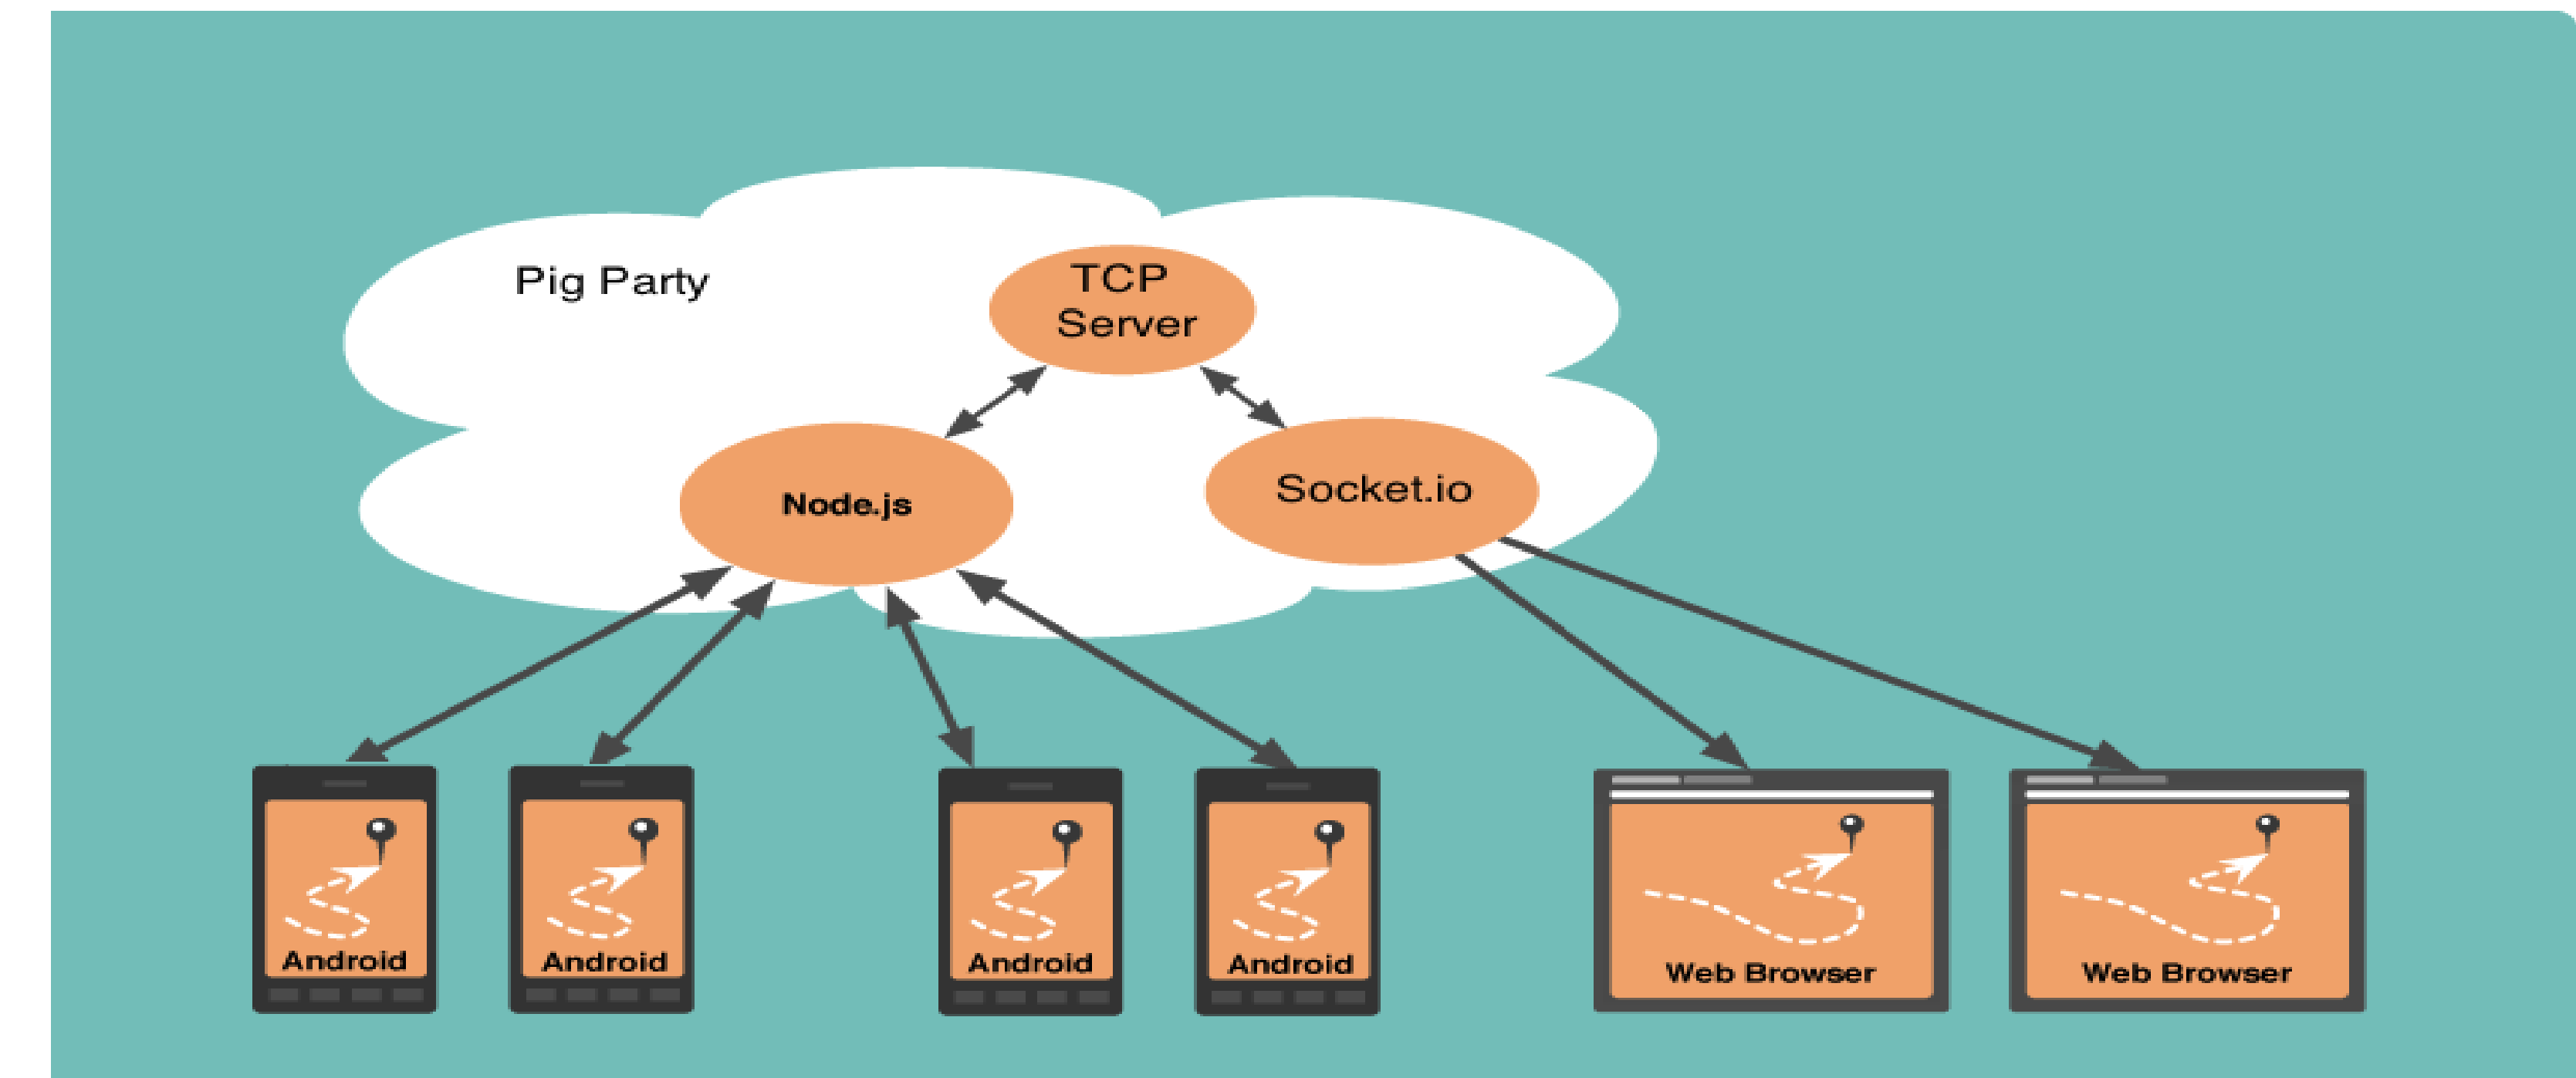 Pig Party
TCP
Server
Node.js
Socket.io
Android
Android
Android
Android
Web Browser
Web Browser